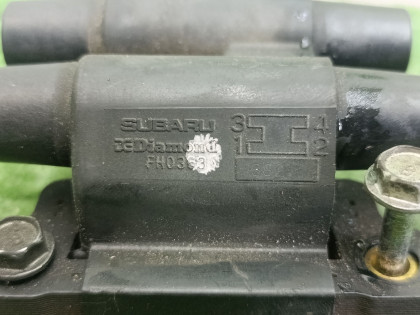 SUBARU
Diamond
3 4
1 2